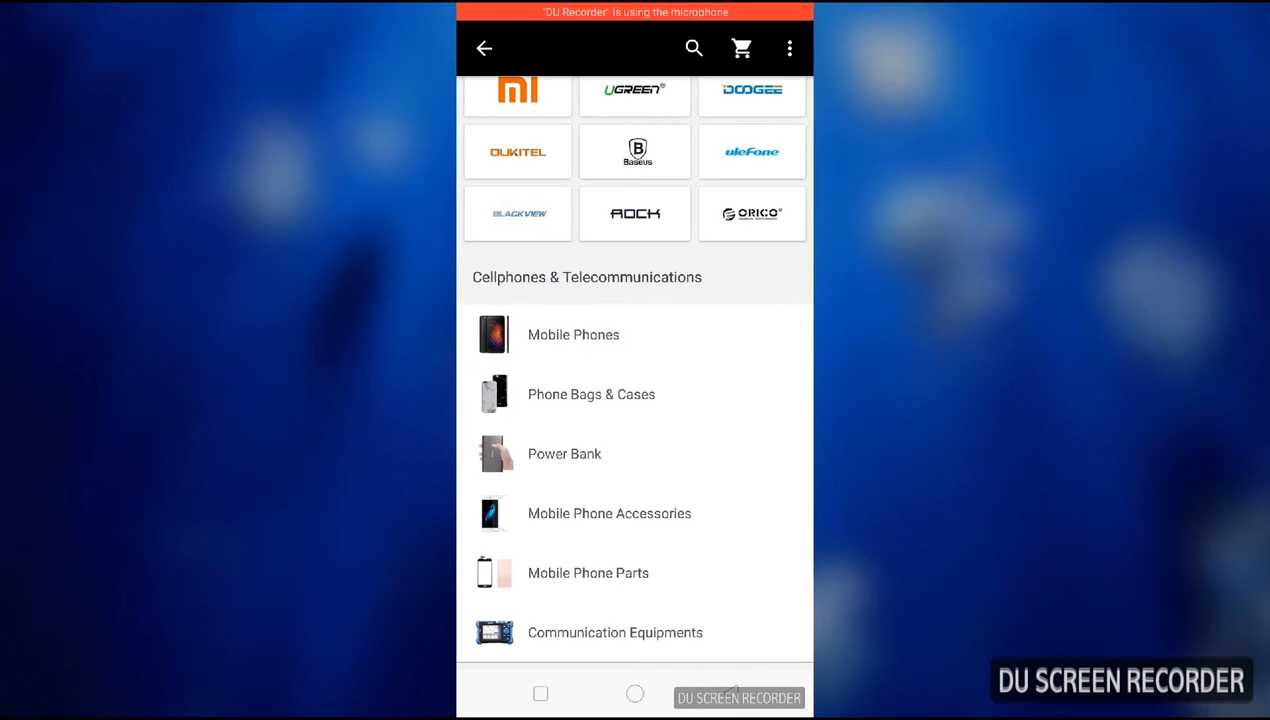 "DU Recorder" is using the microphone
mi
UGREEN®
DOOGEE
OUKITEL
B
Baseus
ulefone
BLACKVIEW
ROCK
ORICO®
Cellphones & Telecommunications
Mobile Phones
Phone Bags & Cases
Power Bank
Mobile Phone Accessories
Mobile Phone Parts
Communication Equipments
DU SCREEN RECORDER
DU SCREEN RECORDER